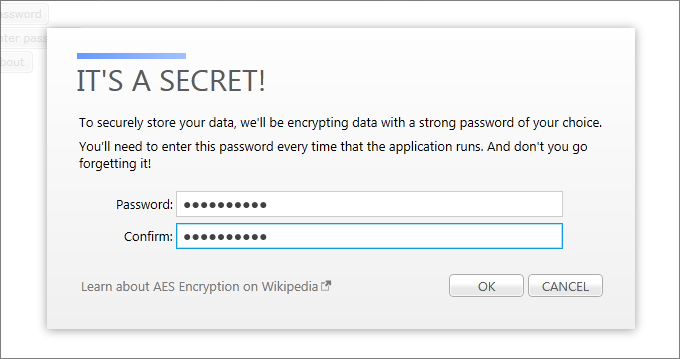 assword
nter pass
bout
IT'S A SECRET!
To securely store your data, we'll be encrypting data with a strong password of your choice.
You'll need to enter this password every time that the application runs. And don't you go
forgetting it!
Password: ●●●●●●●●●●
Confirm: ●●●●●●●●●●
Learn about AES Encryption on Wikipedia
OK
CANCEL